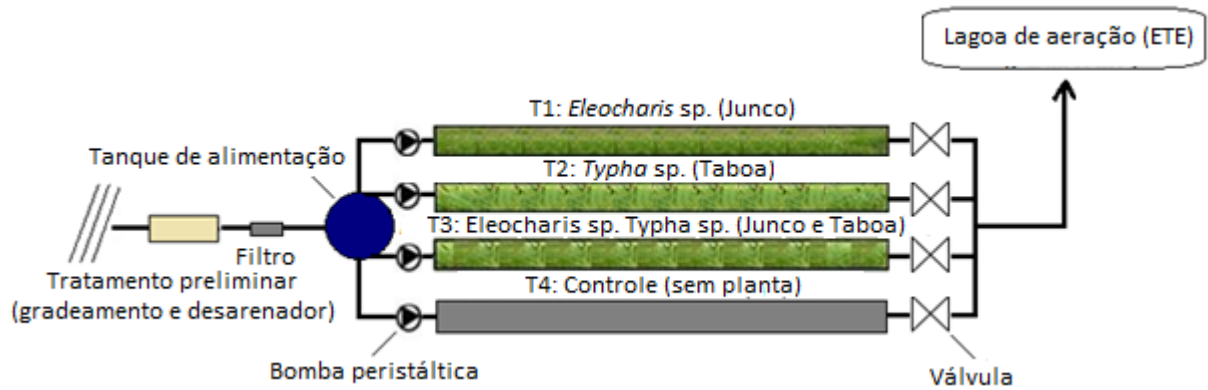 Lagoa de aeração (ETE)
T1: Eleocharis sp. (Junco)
Tanque de alimentação
T2: Typha sp. (Taboa)
T3: Eleocharis sp. Typha sp. (Junco e Taboa)
Filtro
Tratamento preliminar
(gradeamento e desarenador)
T4: Controle (sem planta)
Bomba peristáltica
Válvula